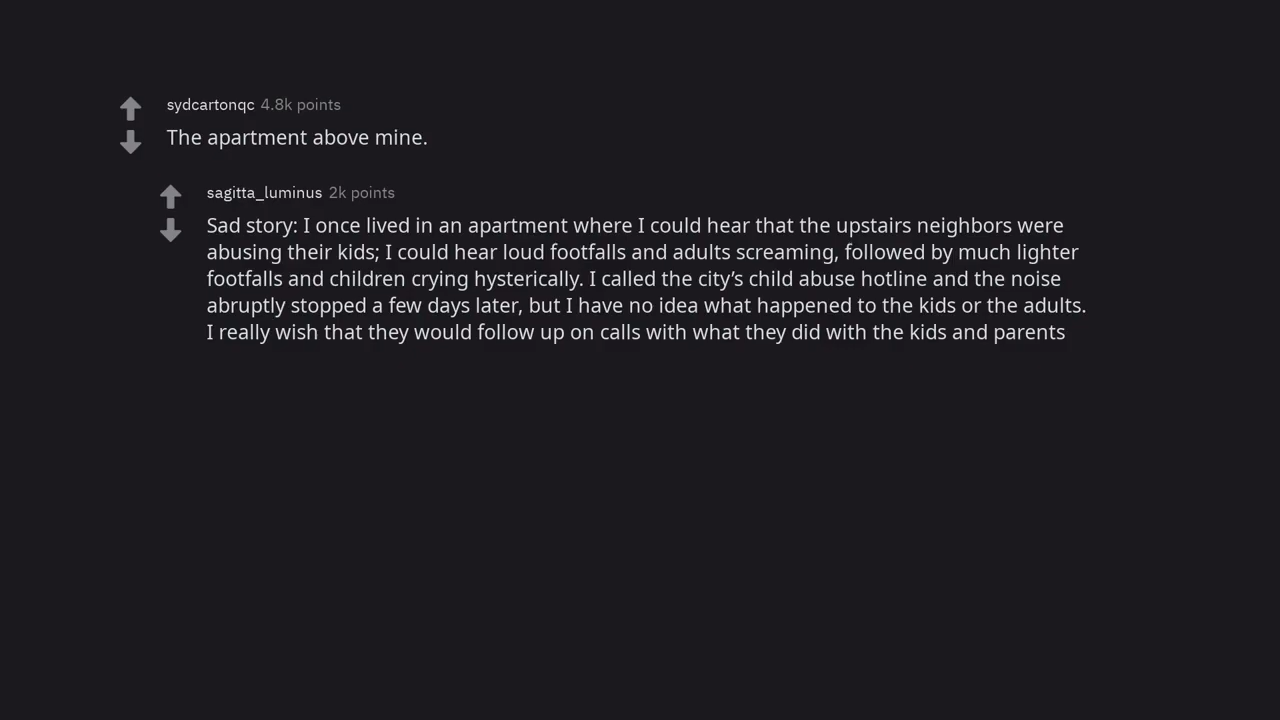 sydcartonqc 4.8k points
The apartment above mine.
sagitta_luminus 2k points
Sad story: I once lived in an apartment where I could hear that the upstairs neighbors were
abusing their kids; I could hear loud footfalls and adults screaming, followed by much lighter
footfalls and children crying hysterically. I called the city’s child abuse hotline and the noise
abruptly stopped a few days later, but I have no idea what happened to the kids or the adults.
I really wish that they would follow up on calls with what they did with the kids and parents